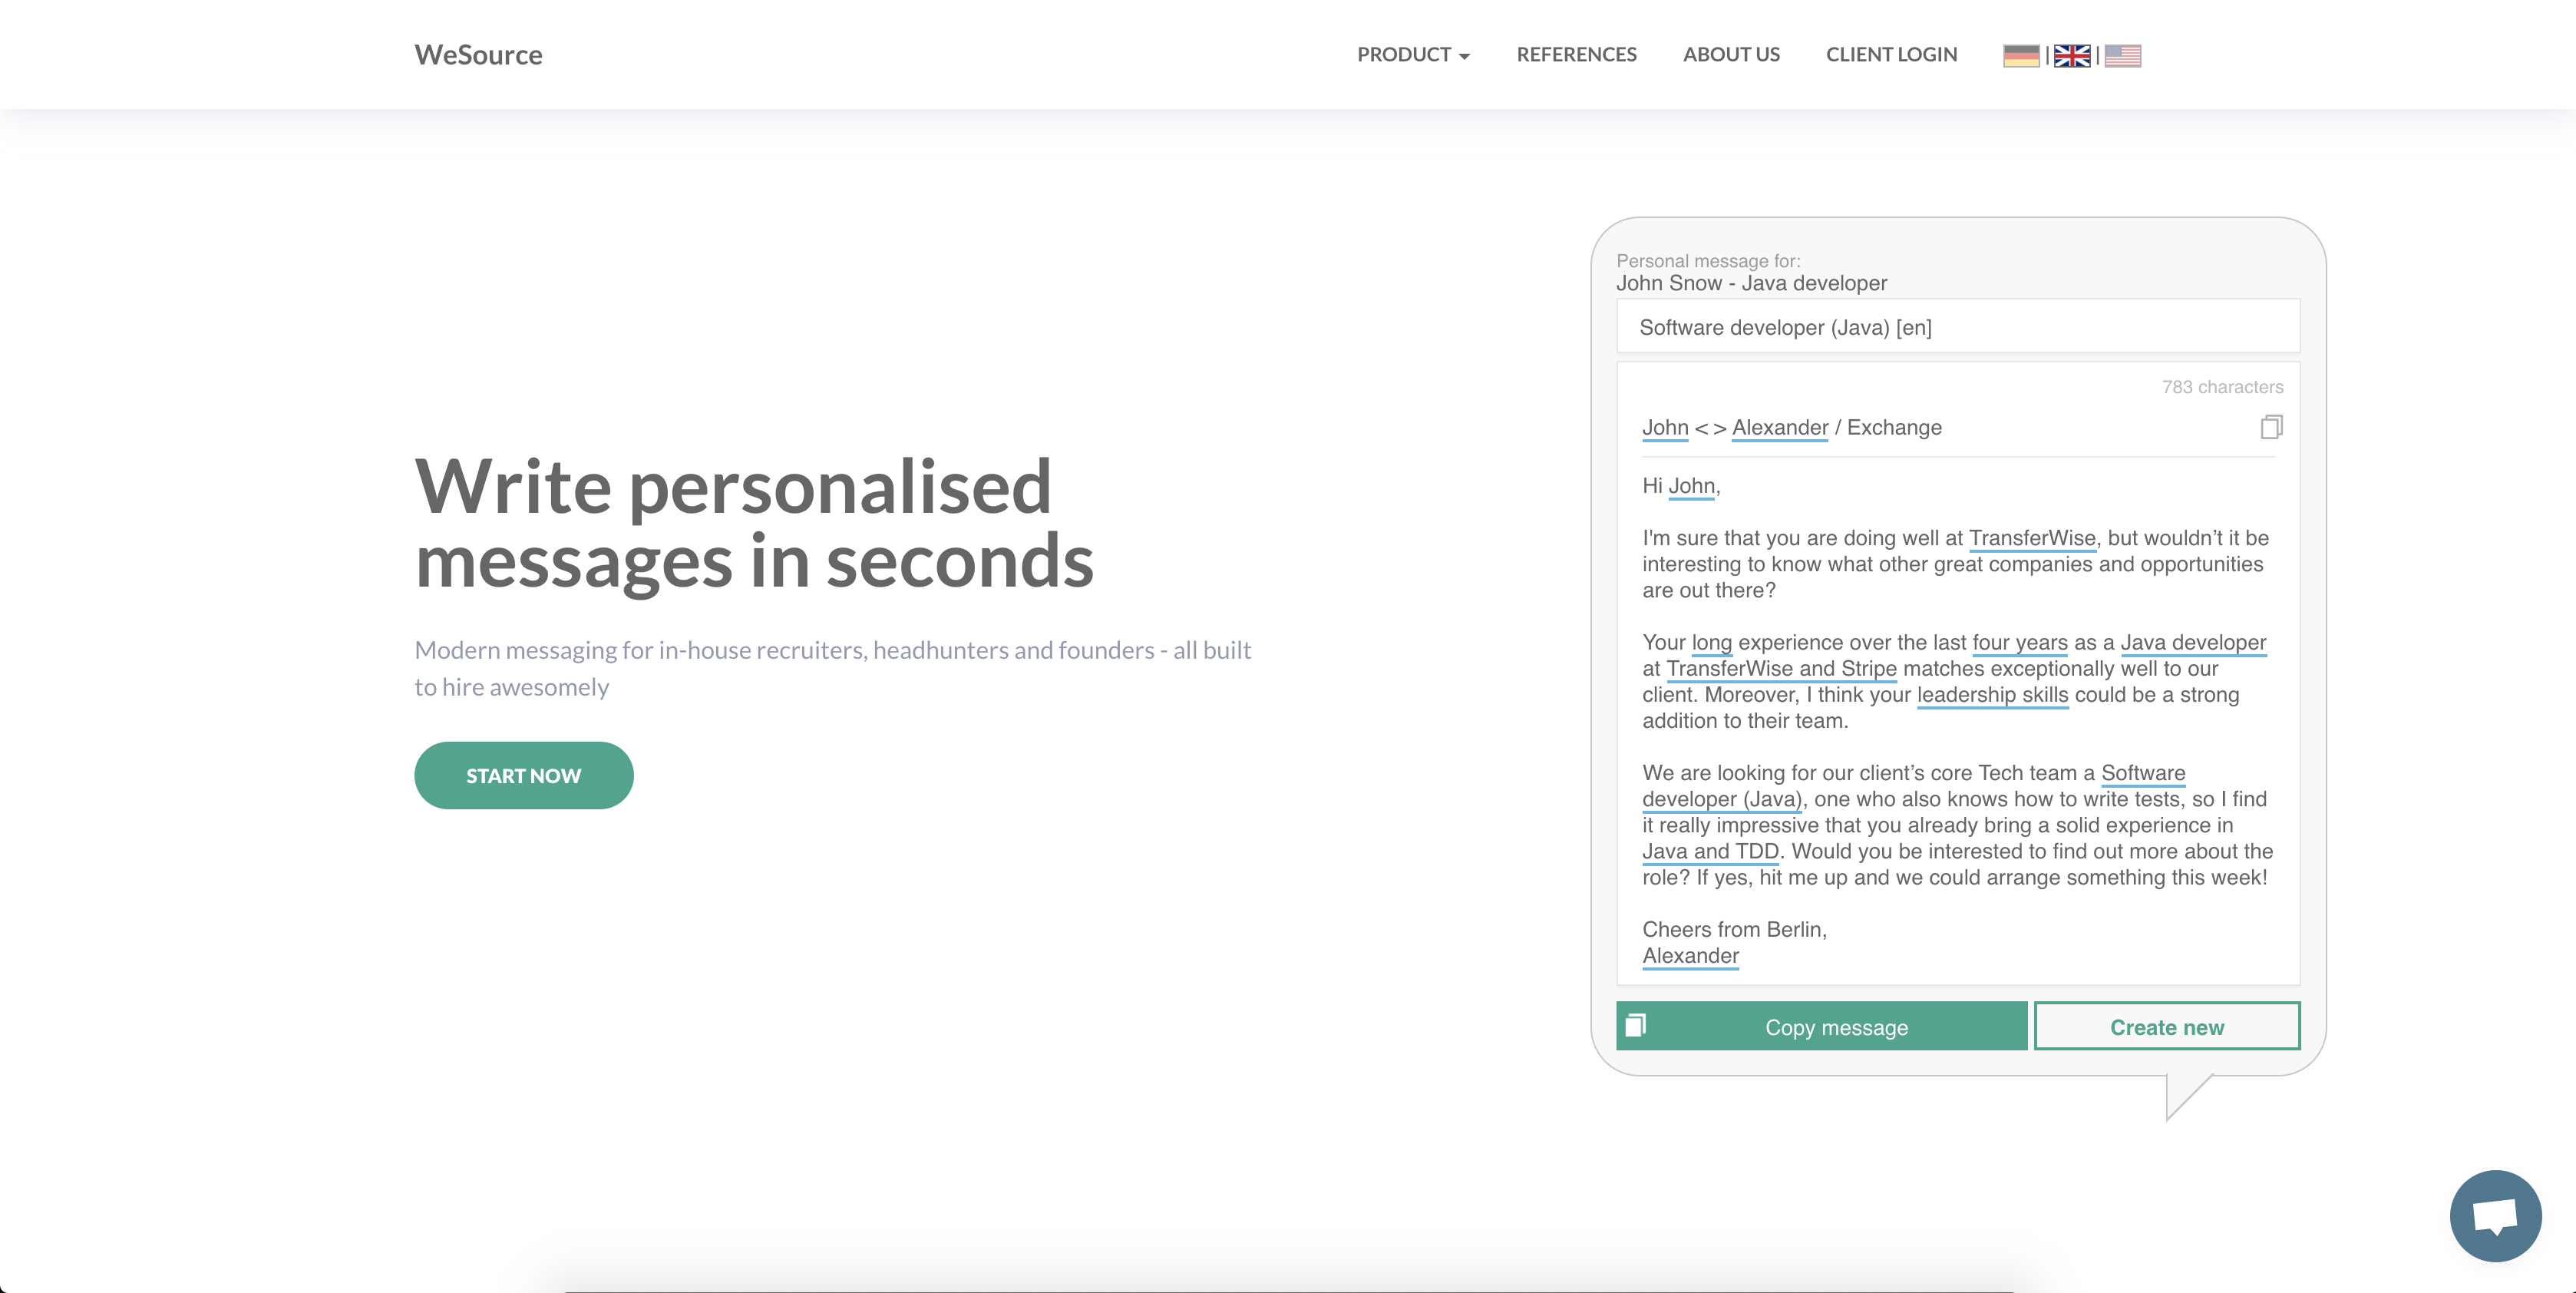 WeSource
PRODUCT
REFERENCES
ABOUT US
CLIENT LOGIN
|
|
Write personalised
messages in seconds
Modern messaging for in-house recruiters, headhunters and founders - all built
to hire awesomely
START NOW
Personal message for:
John Snow - Java developer
Software developer (Java) [en]
783 characters
John < > Alexander / Exchange
Hi John,
I'm sure that you are doing well at TransferWise, but wouldn’t it be
interesting to know what other great companies and opportunities
are out there?
Your long experience over the last four years as a Java developer
at TransferWise and Stripe matches exceptionally well to our
client. Moreover, I think your leadership skills could be a strong
addition to their team.
We are looking for our client’s core Tech team a Software
developer (Java), one who also knows how to write tests, so I find
it really impressive that you already bring a solid experience in
Java and TDD. Would you be interested to find out more about the
role? If yes, hit me up and we could arrange something this week!
Cheers from Berlin,
Alexander
Copy message
Create new